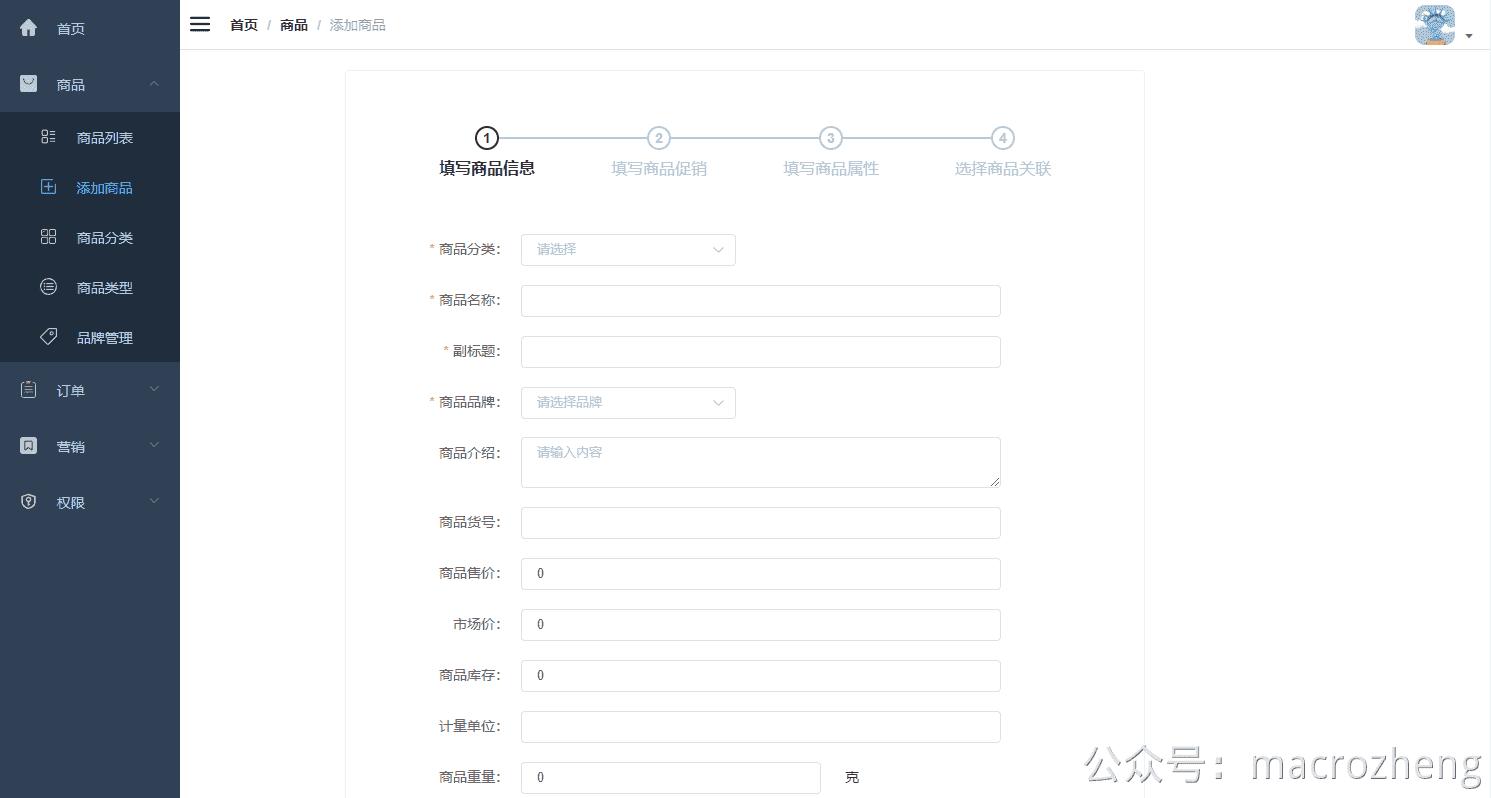 首页
商品
商品列表
添加商品
商品分类
商品类型
品牌管理
订单
营销
权限
首页 / 商品 / 添加商品
1 2 3 4
填写商品信息 填写商品促销 填写商品属性 选择商品关联
* 商品分类: 请选择
* 商品名称:
* 副标题:
* 商品品牌: 请选择品牌
商品介绍: 请输入内容
商品货号:
商品售价: 0
市场价: 0
商品库存: 0
计量单位:
商品重量: 0 克
公众号: macrozheng